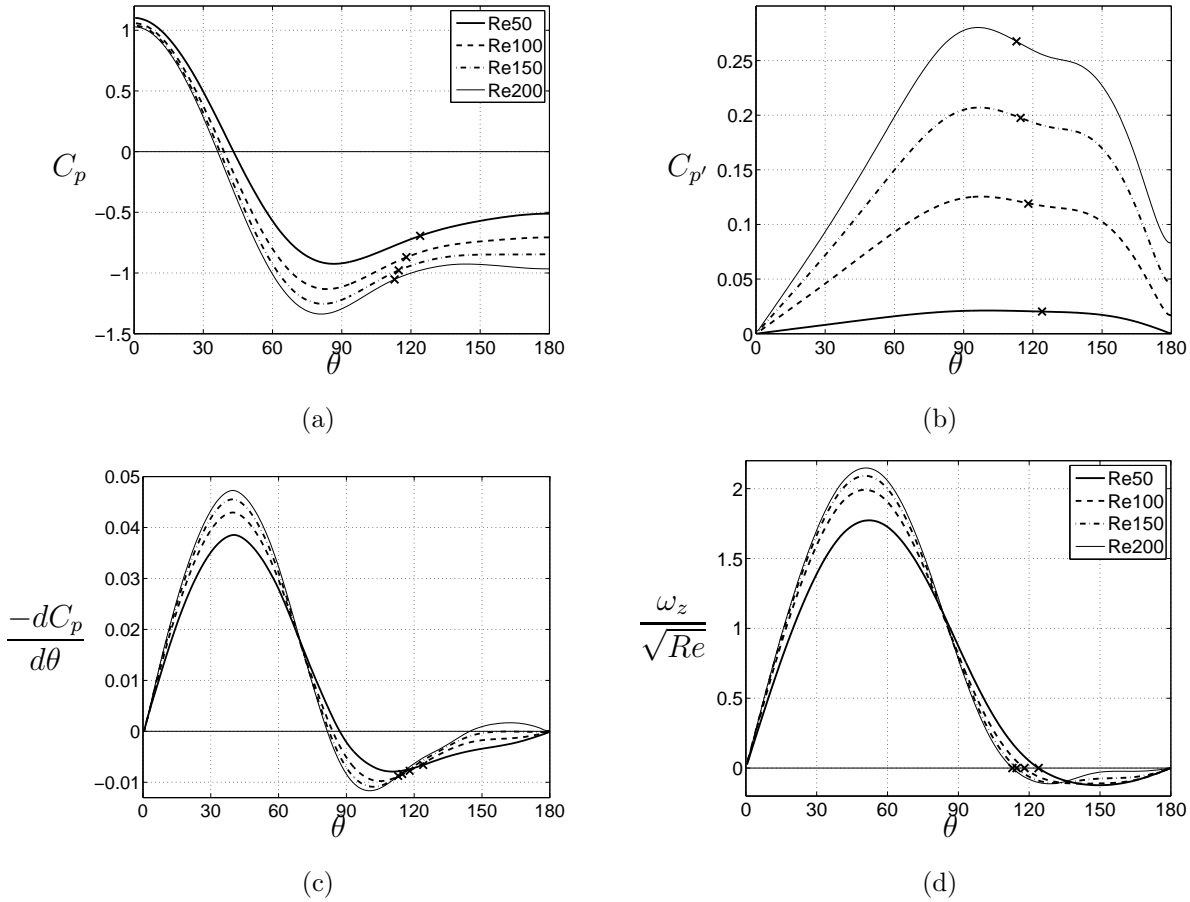 1
0.5
0
−0.5
−1
−1.5
C_p
0 30 60 90 120 150 180
θ
Re50
Re100
Re150
Re200
(a)
0.25
0.2
0.15
0.1
0.05
0
C_{p'}
0 30 60 90 120 150 180
θ
(b)
0.05
0.04
0.03
0.02
0.01
0
−0.01
−dC_p
dθ
0 30 60 90 120 150 180
θ
(c)
2
1.5
1
0.5
0
ω_z
√Re
0 30 60 90 120 150 180
θ
Re50
Re100
Re150
Re200
(d)